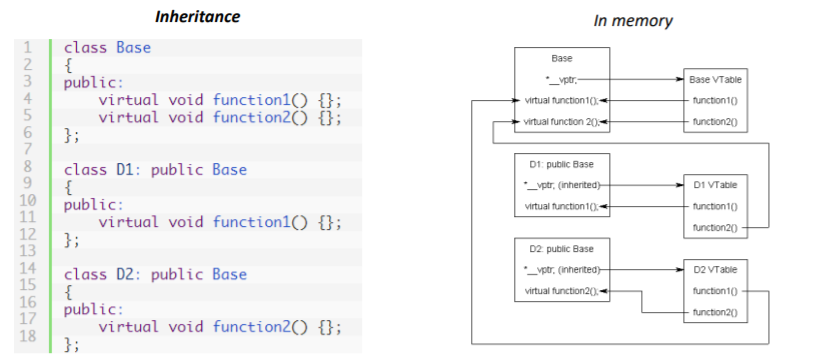 Inheritance
1 class Base
2 {
3 public:
4 virtual void function1() {};
5 virtual void function2() {};
6 };
7
8 class D1: public Base
9 {
10 public:
11 virtual void function1() {};
12 };
13
14 class D2: public Base
15 {
16 public:
17 virtual void function2() {};
18 };
In memory
Base
*__vptr;
virtual function1();
virtual function 2();
Base VTable
function1()
function2()
D1: public Base
*__vptr; (inherited)
virtual function1();
D1 VTable
function1()
function2()
D2: public Base
*__vptr; (inherited)
virtual function2();
D2 VTable
function1()
function2()